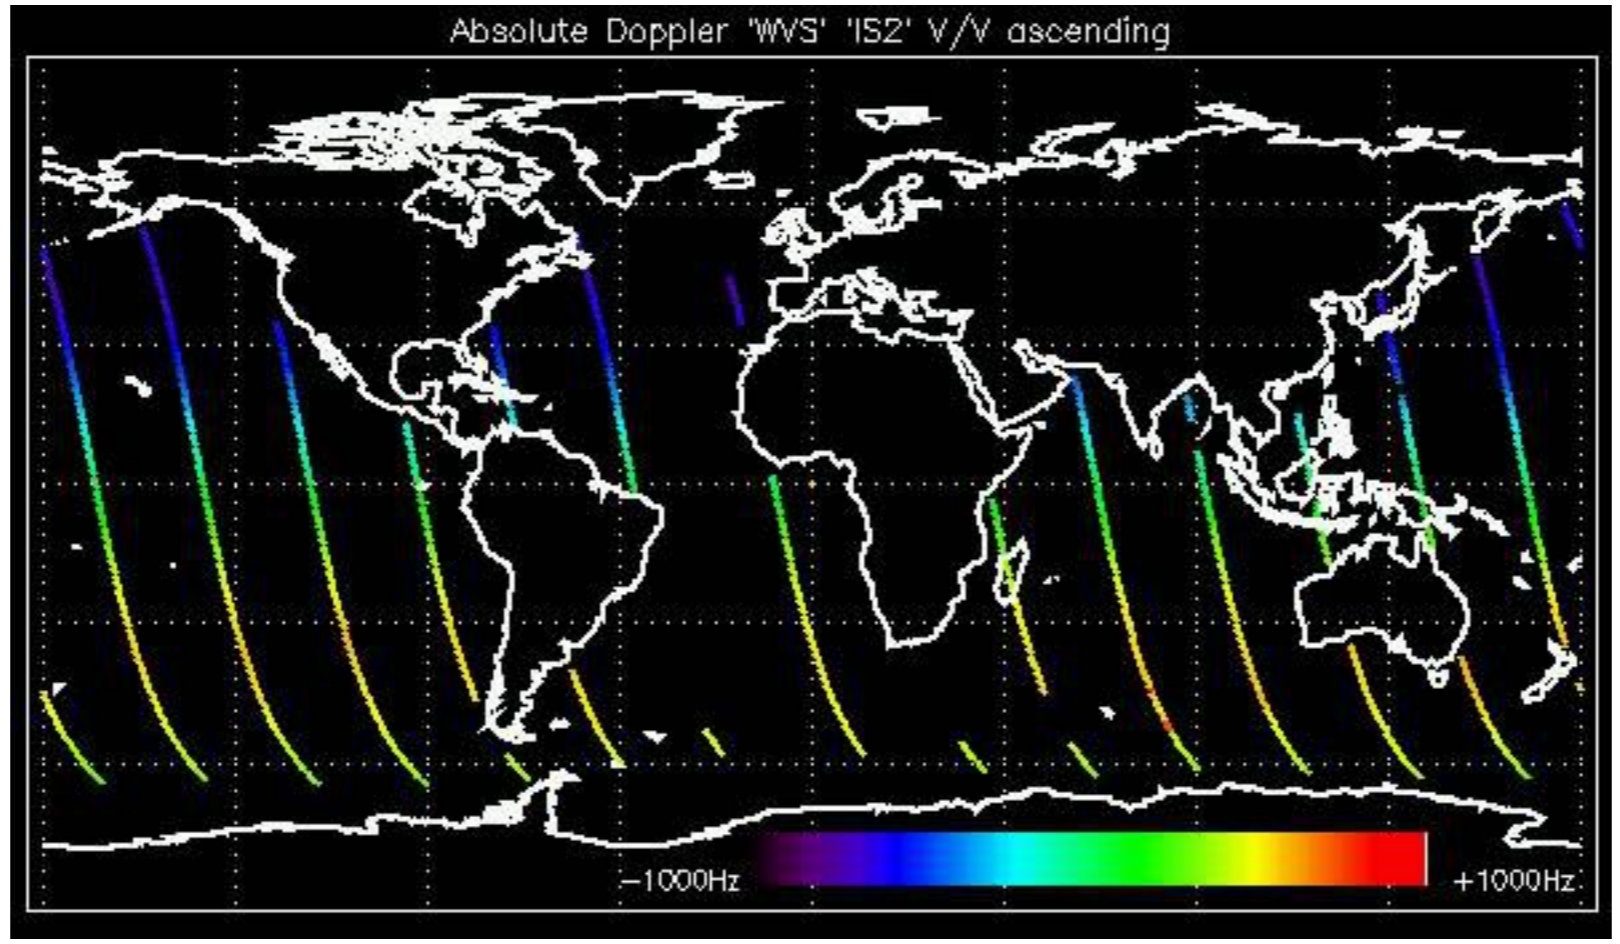 Absolute Doppler 'WVS' 'IS2' V/V ascending
−1000Hz +1000Hz